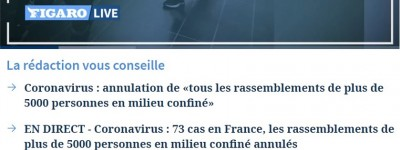 FIGARO LIVE
La rédaction vous conseille
→ Coronavirus : annulation de «tous les rassemblements de plus de
5000 personnes en milieu confiné»
→ EN DIRECT - Coronavirus : 73 cas en France, les rassemblements de
plus de 5000 personnes en milieu confiné annulés